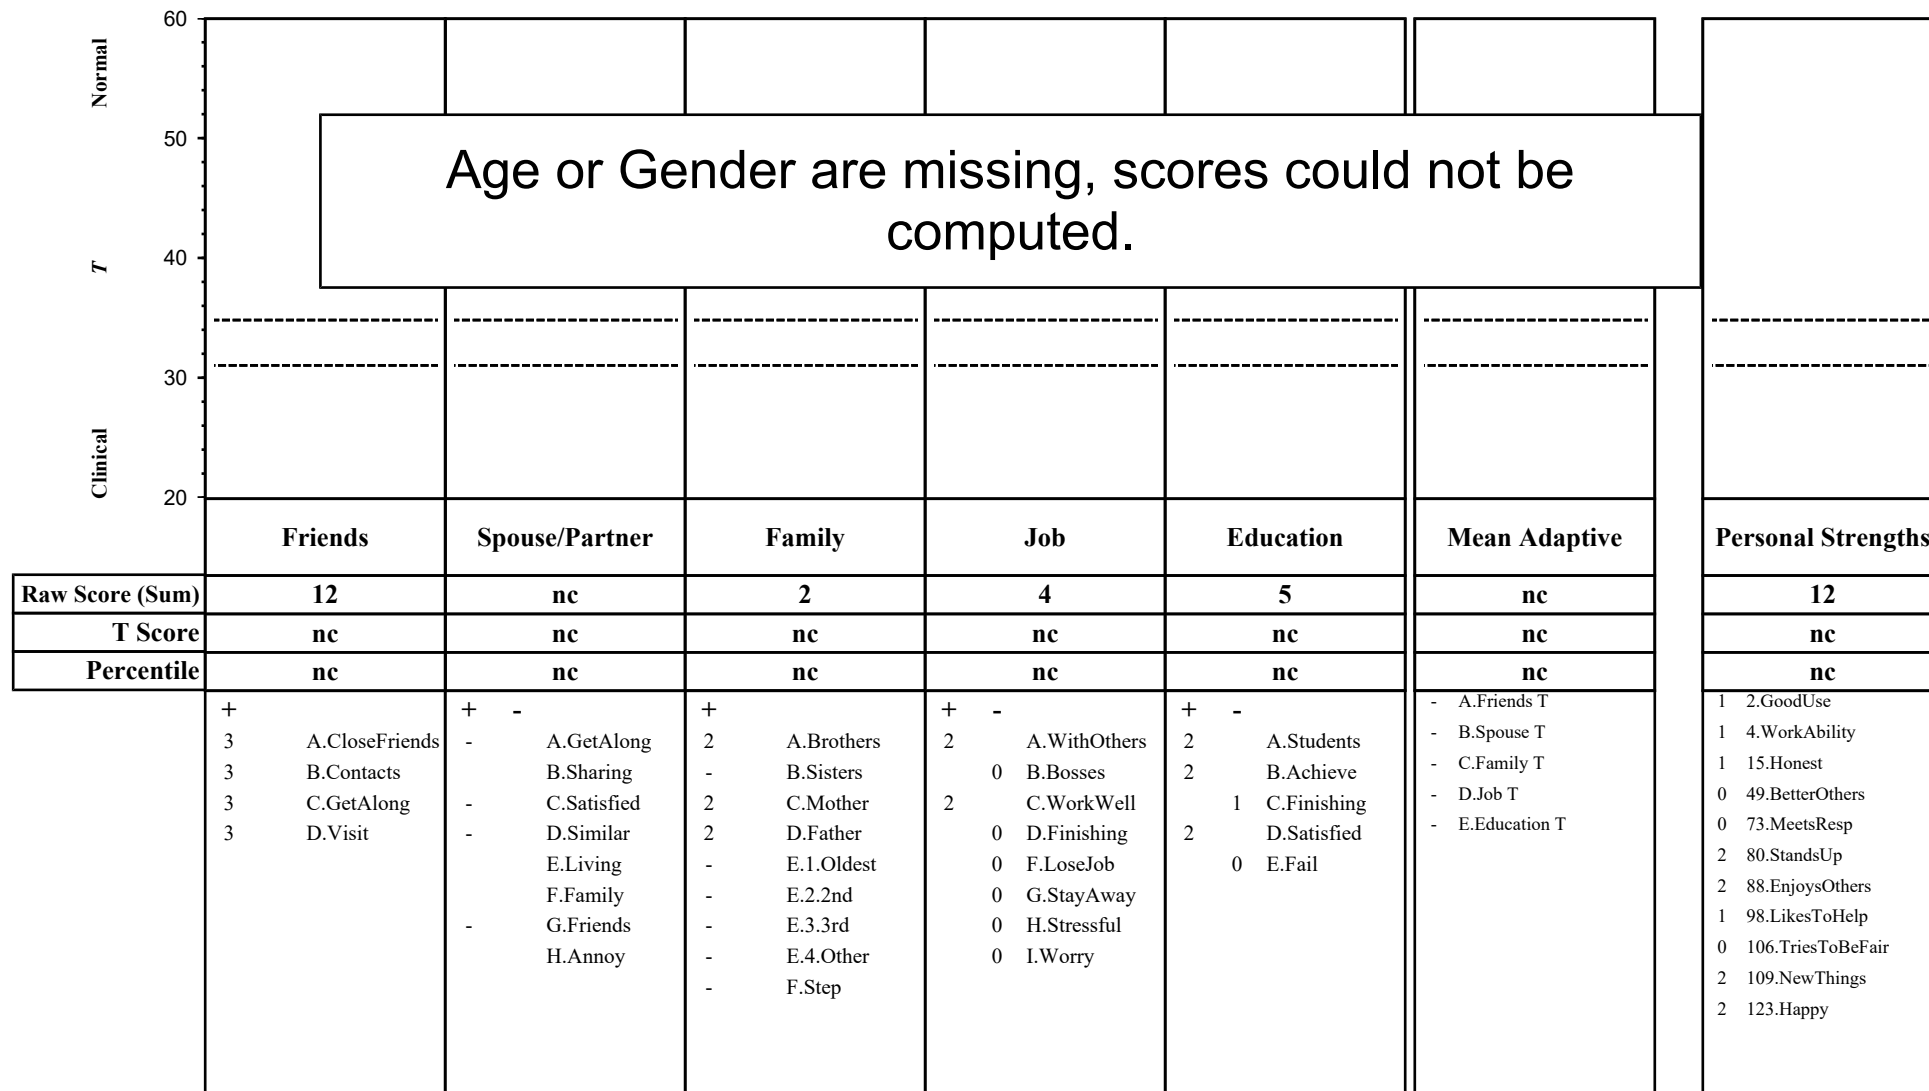 60
Normal
50
Age or Gender are missing, scores could not be
computed.
T
40
30
Clinical
20
Friends Spouse/Partner Family Job Education Mean Adaptive Personal Strengths
Raw Score (Sum) 12 nc 2 4 5 nc 12
T Score nc nc nc nc nc nc nc
Percentile nc nc nc nc nc nc nc
+
3 A.CloseFriends
3 B.Contacts
3 C.GetAlong
3 D.Visit
+ -
- A.GetAlong
B.Sharing
- C.Satisfied
- D.Similar
E.Living
F.Family
- G.Friends
H.Annoy
+
2 A.Brothers
- B.Sisters
2 C.Mother
2 D.Father
- E.1.Oldest
- E.2.2nd
- E.3.3rd
- E.4.Other
- F.Step
+ -
2 A.WithOthers
0 B.Bosses
2 C.WorkWell
0 D.Finishing
0 F.LoseJob
0 G.StayAway
0 H.Stressful
0 I.Worry
+ -
2 A.Students
2 B.Achieve
1 C.Finishing
2 D.Satisfied
0 E.Fail
- A.Friends T
- B.Spouse T
- C.Family T
- D.Job T
- E.Education T
1 2.GoodUse
1 4.WorkAbility
1 15.Honest
0 49.BetterOthers
0 73.MeetsResp
2 80.StandsUp
2 88.EnjoysOthers
1 98.LikesToHelp
0 106.TriesToBeFair
2 109.NewThings
2 123.Happy